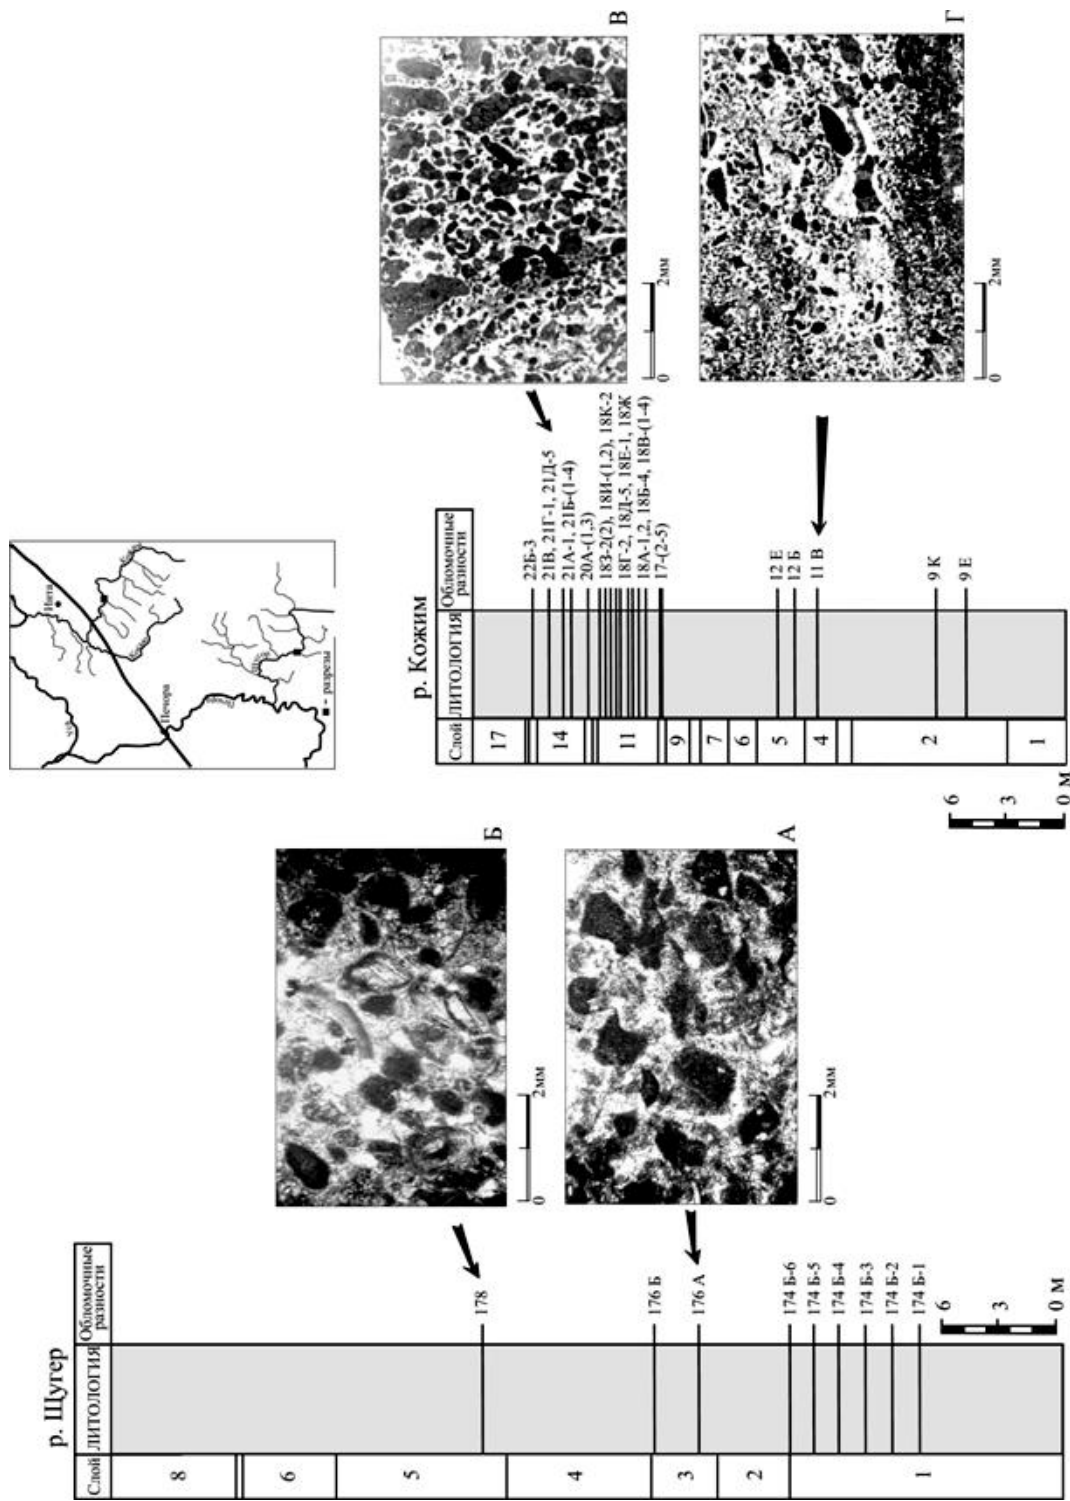 р. Щугер
Слой
ЛИТОЛОГИЯ
Обломочные
разности
8
6
5
4
3
2
1
178
176 Б
176 А
174 Б-6
174 Б-5
174 Б-4
174 Б-3
174 Б-2
174 Б-1
6
3
0 м
Б
0
2мм
А
0
2мм
Инта
Печора
- разрезы
р. Кожим
Слой
ЛИТОЛОГИЯ
Обломочные
разности
17
14
11
9
7
6
5
4
2
1
22Б-3
21В, 21Г-1, 21Д-5
21А-1, 21Б-(1-4)
20А-(1,3)
18З-2(2), 18И-(1,2), 18К-2
18Г-2, 18Д-5, 18Е-1, 18Ж
18А-1,2, 18Б-4, 18В-(1-4)
17-(2-5)
12 Е
12 Б
11 В
9 К
9 Е
6
3
0 м
В
0
2мм
Г
0
2мм